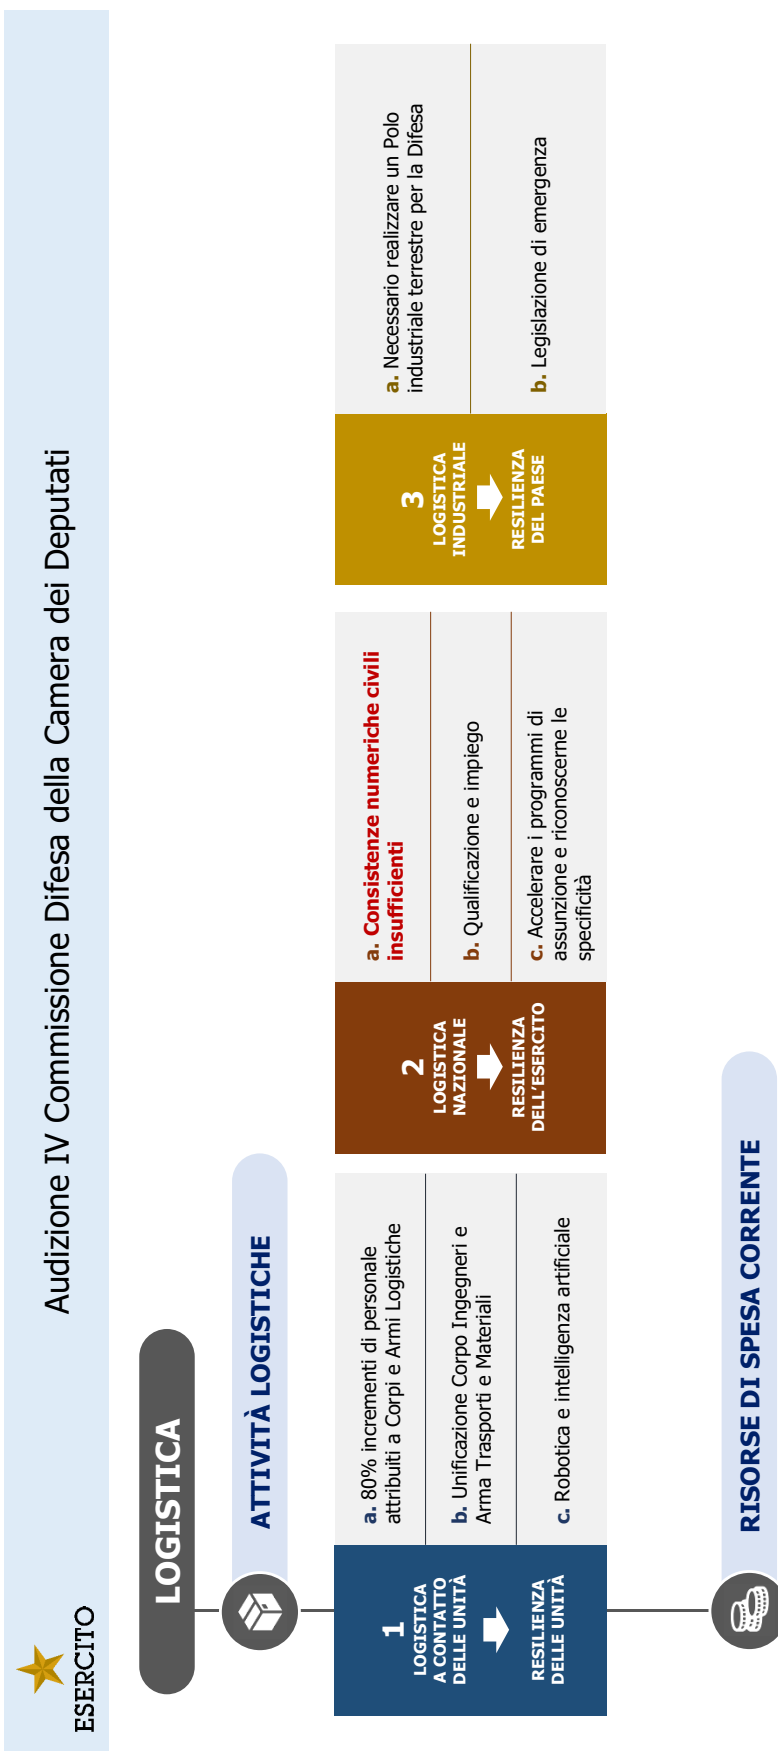 ESERCITO
Audizione IV Commissione Difesa della Camera dei Deputati
LOGISTICA
ATTIVITÀ LOGISTICHE
1
LOGISTICA
A CONTATTO
DELLE UNITÀ
RESILIENZA
DELLE UNITÀ
a. 80% incrementi di personale
attribuiti a Corpi e Armi Logistiche
b. Unificazione Corpo Ingegneri e
Arma Trasporti e Materiali
c. Robotica e intelligenza artificiale
2
LOGISTICA
NAZIONALE
RESILIENZA
DELL'ESERCITO
a. Consistenze numeriche civili
insufficienti
b. Qualificazione e impiego
c. Accelerare i programmi di
assunzione e riconoscerne le
specificità
3
LOGISTICA
INDUSTRIALE
RESILIENZA
DEL PAESE
a. Necessario realizzare un Polo
industriale terrestre per la Difesa
b. Legislazione di emergenza
RISORSE DI SPESA CORRENTE